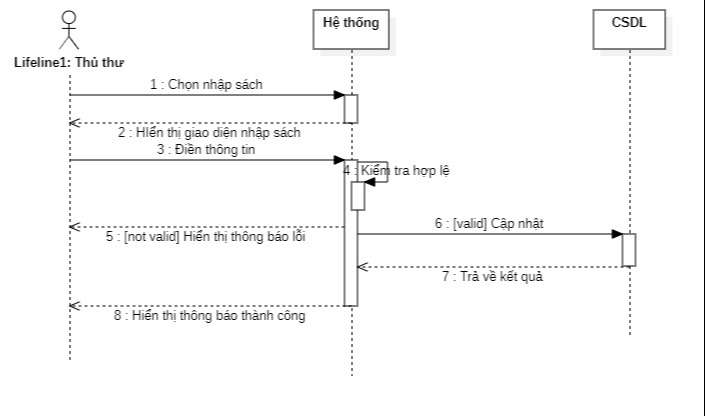 Hệ thống
CSDL
Lifeline1: Thủ thư
1 : Chọn nhập sách
2 : HIển thị giao diện nhập sách
3 : Điền thông tin
4 : Kiểm tra hợp lệ
6 : [valid] Cập nhật
5 : [not valid] Hiển thị thông báo lỗi
7 : Trả về kết quả
8 : Hiển thị thông báo thành công